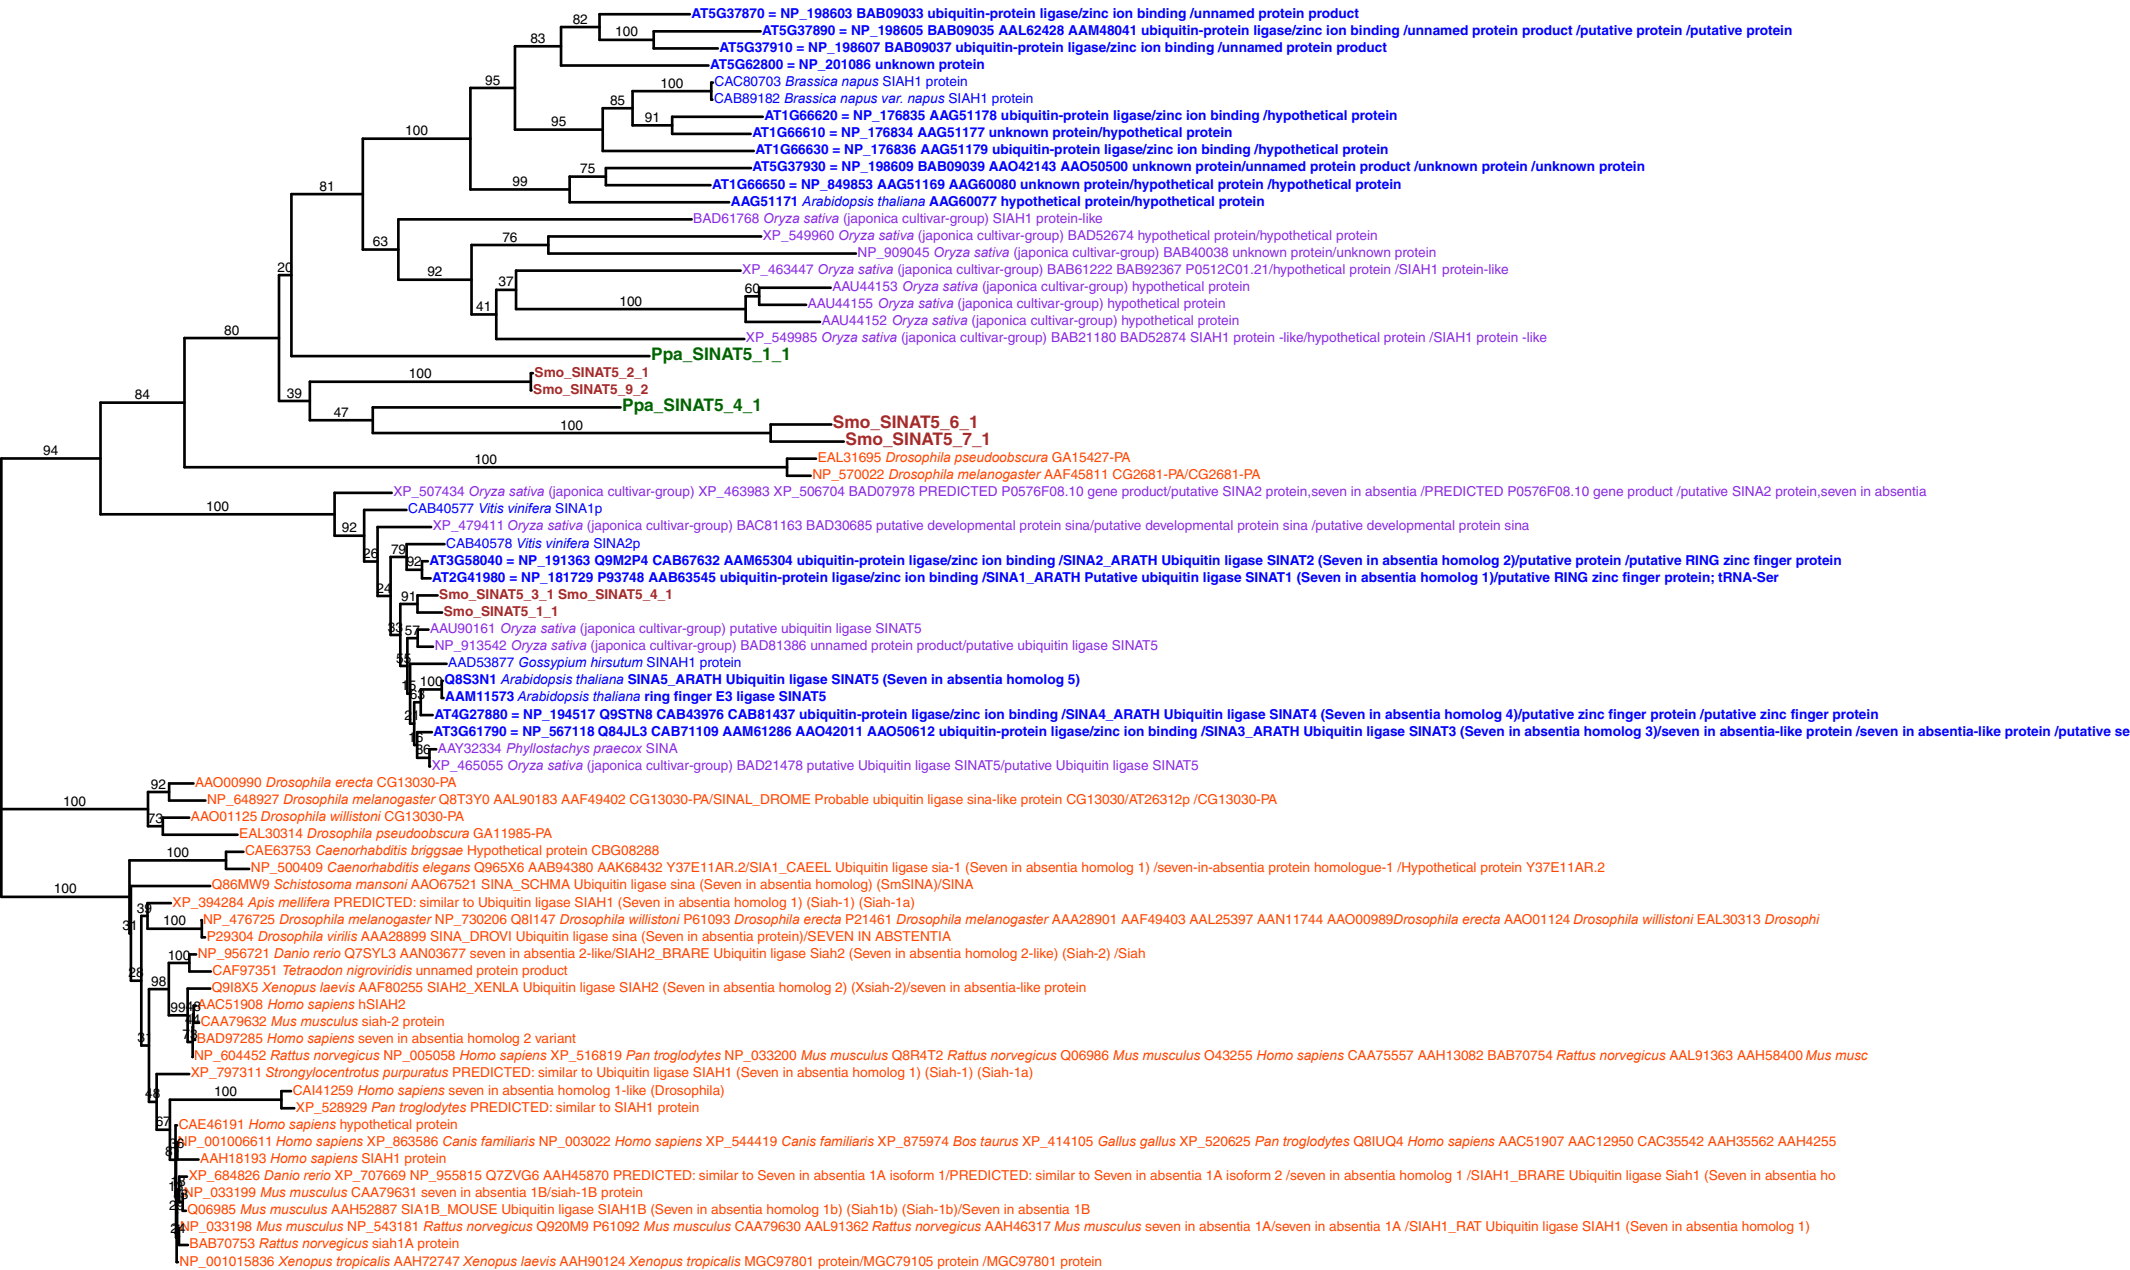 82
AT5G37870 = NP_198603 BAB09033 ubiquitin-protein ligase/zinc ion binding /unnamed protein product
100
AT5G37890 = NP_198605 BAB09035 AAL62428 AAM48041 ubiquitin-protein ligase/zinc ion binding /unnamed protein product /putative protein /putative protein
83
AT5G37910 = NP_198607 BAB09037 ubiquitin-protein ligase/zinc ion binding /unnamed protein product
AT5G62800 = NP_201086 unknown protein
95
100
CAC80703 Brassica napus SIAH1 protein
85
CAB89182 Brassica napus var. napus SIAH1 protein
91
AT1G66620 = NP_176835 AAG51178 ubiquitin-protein ligase/zinc ion binding /hypothetical protein
95
100
AT1G66610 = NP_176834 AAG51177 unknown protein/hypothetical protein
AT1G66630 = NP_176836 AAG51179 ubiquitin-protein ligase/zinc ion binding /hypothetical protein
75
AT5G37930 = NP_198609 BAB09039 AAO42143 AAO50500 unknown protein/unnamed protein product /unknown protein /unknown protein
99
AT1G66650 = NP_849853 AAG51169 AAG60080 unknown protein/hypothetical protein /hypothetical protein
81
AAG51171 Arabidopsis thaliana AAG60077 hypothetical protein/hypothetical protein
BAD61768 Oryza sativa (japonica cultivar-group) SIAH1 protein-like
63
76
XP_549960 Oryza sativa (japonica cultivar-group) BAD52674 hypothetical protein/hypothetical protein
NP_909045 Oryza sativa (japonica cultivar-group) BAB40038 unknown protein/unknown protein
20
92
XP_463447 Oryza sativa (japonica cultivar-group) BAB61222 BAB92367 P0512C01.21/hypothetical protein /SIAH1 protein-like
37
60
AAU44153 Oryza sativa (japonica cultivar-group) hypothetical protein
41
100
AAU44155 Oryza sativa (japonica cultivar-group) hypothetical protein
AAU44152 Oryza sativa (japonica cultivar-group) hypothetical protein
80
XP_549985 Oryza sativa (japonica cultivar-group) BAB21180 BAD52874 SIAH1 protein -like/hypothetical protein /SIAH1 protein -like
Ppa_SINAT5_1_1
100
Smo_SINAT5_2_1
39
Smo_SINAT5_9_2
84
47
Ppa_SINAT5_4_1
100
Smo_SINAT5_6_1
Smo_SINAT5_7_1
94
100
EAL31695 Drosophila pseudoobscura GA15427-PA
NP_570022 Drosophila melanogaster AAF45811 CG2681-PA/CG2681-PA
XP_507434 Oryza sativa (japonica cultivar-group) XP_463983 XP_506704 BAD07978 PREDICTED P0576F08.10 gene product/putative SINA2 protein,seven in absentia /PREDICTED P0576F08.10 gene product /putative SINA2 protein,seven in absentia
100
CAB40577 Vitis vinifera SINA1p
92
XP_479411 Oryza sativa (japonica cultivar-group) BAC81163 BAD30685 putative developmental protein sina/putative developmental protein sina /putative developmental protein sina
26
79
CAB40578 Vitis vinifera SINA2p
92
AT3G58040 = NP_191363 Q9M2P4 CAB67632 AAM65304 ubiquitin-protein ligase/zinc ion binding /SINA2_ARATH Ubiquitin ligase SINAT2 (Seven in absentia homolog 2)/putative protein /putative RING zinc finger protein
AT2G41980 = NP_181729 P93748 AAB63545 ubiquitin-protein ligase/zinc ion binding /SINA1_ARATH Putative ubiquitin ligase SINAT1 (Seven in absentia homolog 1)/putative RING zinc finger protein; tRNA-Ser
24
91
Smo_SINAT5_3_1 Smo_SINAT5_4_1
Smo_SINAT5_1_1
33
57
AAU90161 Oryza sativa (japonica cultivar-group) putative ubiquitin ligase SINAT5
NP_913542 Oryza sativa (japonica cultivar-group) BAD81386 unnamed protein product/putative ubiquitin ligase SINAT5
AAD53877 Gossypium hirsutum SINAH1 protein
100
Q8S3N1 Arabidopsis thaliana SINA5_ARATH Ubiquitin ligase SINAT5 (Seven in absentia homolog 5)
AAM11573 Arabidopsis thaliana ring finger E3 ligase SINAT5
AT4G27880 = NP_194517 Q9STN8 CAB43976 CAB81437 ubiquitin-protein ligase/zinc ion binding /SINA4_ARATH Ubiquitin ligase SINAT4 (Seven in absentia homolog 4)/putative zinc finger protein /putative zinc finger protein
AT3G61790 = NP_567118 Q84JL3 CAB71109 AAM61286 AAO42011 AAO50612 ubiquitin-protein ligase/zinc ion binding /SINA3_ARATH Ubiquitin ligase SINAT3 (Seven in absentia homolog 3)/seven in absentia-like protein /seven in absentia-like protein /putative se
AAY32334 Phyllostachys praecox SINA
XP_465055 Oryza sativa (japonica cultivar-group) BAD21478 putative Ubiquitin ligase SINAT5/putative Ubiquitin ligase SINAT5
92
AAO00990 Drosophila erecta CG13030-PA
100
NP_648927 Drosophila melanogaster Q8T3Y0 AAL90183 AAF49402 CG13030-PA/SINAL_DROME Probable ubiquitin ligase sina-like protein CG13030/AT26312p /CG13030-PA
73
AAO01125 Drosophila willistoni CG13030-PA
EAL30314 Drosophila pseudoobscura GA11985-PA
100
CAE63753 Caenorhabditis briggsae Hypothetical protein CBG08288
NP_500409 Caenorhabditis elegans Q965X6 AAB94380 AAK68432 Y37E11AR.2/SIA1_CAEEL Ubiquitin ligase sia-1 (Seven in absentia homolog 1) /seven-in-absentia protein homologue-1 /Hypothetical protein Y37E11AR.2
100
Q86MW9 Schistosoma mansoni AAO67521 SINA_SCHMA Ubiquitin ligase sina (Seven in absentia homolog) (SmSINA)/SINA
39
XP_394284 Apis mellifera PREDICTED: similar to Ubiquitin ligase SIAH1 (Seven in absentia homolog 1) (Siah-1) (Siah-1a)
31
100
NP_476725 Drosophila melanogaster NP_730206 Q8I147 Drosophila willistoni P61093 Drosophila erecta P21461 Drosophila melanogaster AAA28901 AAF49403 AAL25397 AAN11744 AAO00989Drosophila erecta AAO01124 Drosophila willistoni EAL30313 Drosophi
P29304 Drosophila virilis AAA28899 SINA_DROVI Ubiquitin ligase sina (Seven in absentia protein)/SEVEN IN ABSTENTIA
28
100
NP_956721 Danio rerio Q7SYL3 AAN03677 seven in absentia 2-like/SIAH2_BRARE Ubiquitin ligase Siah2 (Seven in absentia homolog 2-like) (Siah-2) /Siah
CAF97351 Tetraodon nigroviridis unnamed protein product
98
Q9I8X5 Xenopus laevis AAF80255 SIAH2_XENLA Ubiquitin ligase SIAH2 (Seven in absentia homolog 2) (Xsiah-2)/seven in absentia-like protein
99
AAC51908 Homo sapiens hSIAH2
CAA79632 Mus musculus siah-2 protein
BAD97285 Homo sapiens seven in absentia homolog 2 variant
NP_604452 Rattus norvegicus NP_005058 Homo sapiens XP_516819 Pan troglodytes NP_033200 Mus musculus Q8R4T2 Rattus norvegicus Q06986 Mus musculus O43255 Homo sapiens CAA75557 AAH13082 BAB70754 Rattus norvegicus AAL91363 AAH58400 Mus musc
XP_797311 Strongylocentrotus purpuratus PREDICTED: similar to Ubiquitin ligase SIAH1 (Seven in absentia homolog 1) (Siah-1) (Siah-1a)
48
100
CAI41259 Homo sapiens seven in absentia homolog 1-like (Drosophila)
XP_528929 Pan troglodytes PREDICTED: similar to SIAH1 protein
67
CAE46191 Homo sapiens hypothetical protein
NP_001006611 Homo sapiens XP_863586 Canis familiaris NP_003022 Homo sapiens XP_544419 Canis familiaris XP_875974 Bos taurus XP_414105 Gallus gallus XP_520625 Pan troglodytes Q8IUQ4 Homo sapiens AAC51907 AAC12950 CAC35542 AAH35562 AAH4255
AAH18193 Homo sapiens SIAH1 protein
XP_684826 Danio rerio XP_707669 NP_955815 Q7ZVG6 AAH45870 PREDICTED: similar to Seven in absentia 1A isoform 1/PREDICTED: similar to Seven in absentia 1A isoform 2 /seven in absentia homolog 1 /SIAH1_BRARE Ubiquitin ligase Siah1 (Seven in absentia ho
NP_033199 Mus musculus CAA79631 seven in absentia 1B/siah-1B protein
Q06985 Mus musculus AAH52887 SIA1B_MOUSE Ubiquitin ligase SIAH1B (Seven in absentia homolog 1b) (Siah1b) (Siah-1b)/Seven in absentia 1B
NP_033198 Mus musculus NP_543181 Rattus norvegicus Q920M9 P61092 Mus musculus CAA79630 AAL91362 Rattus norvegicus AAH46317 Mus musculus seven in absentia 1A/seven in absentia 1A /SIAH1_RAT Ubiquitin ligase SIAH1 (Seven in absentia homolog 1)
BAB70753 Rattus norvegicus siah1A protein
NP_001015836 Xenopus tropicalis AAH72747 Xenopus laevis AAH90124 Xenopus tropicalis MGC97801 protein/MGC79105 protein /MGC97801 protein